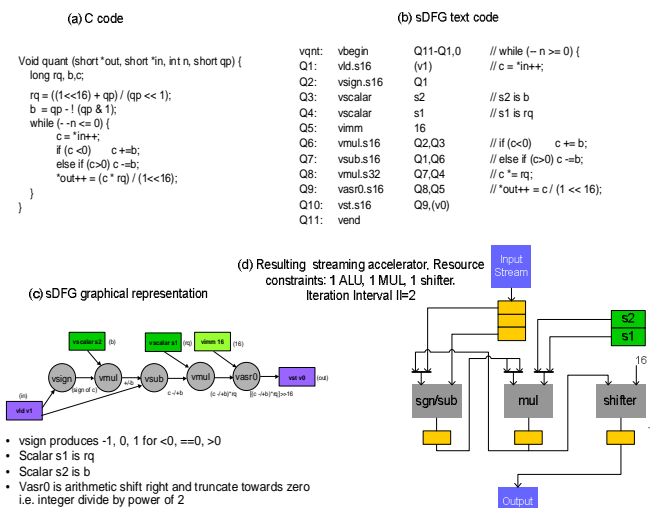 (a) C code
Void quant (short *out, short *in, int n, short qp) {
long rq, b,c;
rq = ((1<<16) + qp) / (qp << 1);
b = qp - ! (qp & 1);
while (- -n <= 0) {
c = *in++;
if (c <0) c +=b;
else if (c>0) c -=b;
*out++ = (c * rq) / (1<<16);
}
}
(b) sDFG text code
vqnt: vbegin Q11-Q1,0 // while (-- n >= 0) {
Q1: vld.s16 (v1) // c = *in++;
Q2: vsign.s16 Q1
Q3: vscalar s2 // s2 is b
Q4: vscalar s1 // s1 is rq
Q5: vimm 16
Q6: vmul.s16 Q2,Q3 // if (c<0) c += b;
Q7: vsub.s16 Q1,Q6 // else if (c>0) c -=b;
Q8: vmul.s32 Q7,Q4 // c *= rq;
Q9: vasr0.s16 Q8,Q5 // *out++ = c / (1 << 16);
Q10: vst.s16 Q9,(v0)
Q11: vend
(c) sDFG graphical representation
vscalar s2 (b)
vscalar s1 (rq)
vimm 16 (16)
vsign
vmul
vsub
vmul
vasr0
vst v0 (out)
(in)
vld v1
(sign of c)
+/-b
c -/+b
(c -/+b)*rq
[(c -/+b)*rq]>>16
• vsign produces -1, 0, 1 for <0, ==0, >0
• Scalar s1 is rq
• Scalar s2 is b
• Vasr0 is arithmetic shift right and truncate towards zero
i.e. integer divide by power of 2
(d) Resulting streaming accelerator. Resource
constraints: 1 ALU, 1 MUL, 1 shifter.
Iteration Interval II=2
Input
Stream
s2
s1
16
sgn/sub
mul
shifter
Output